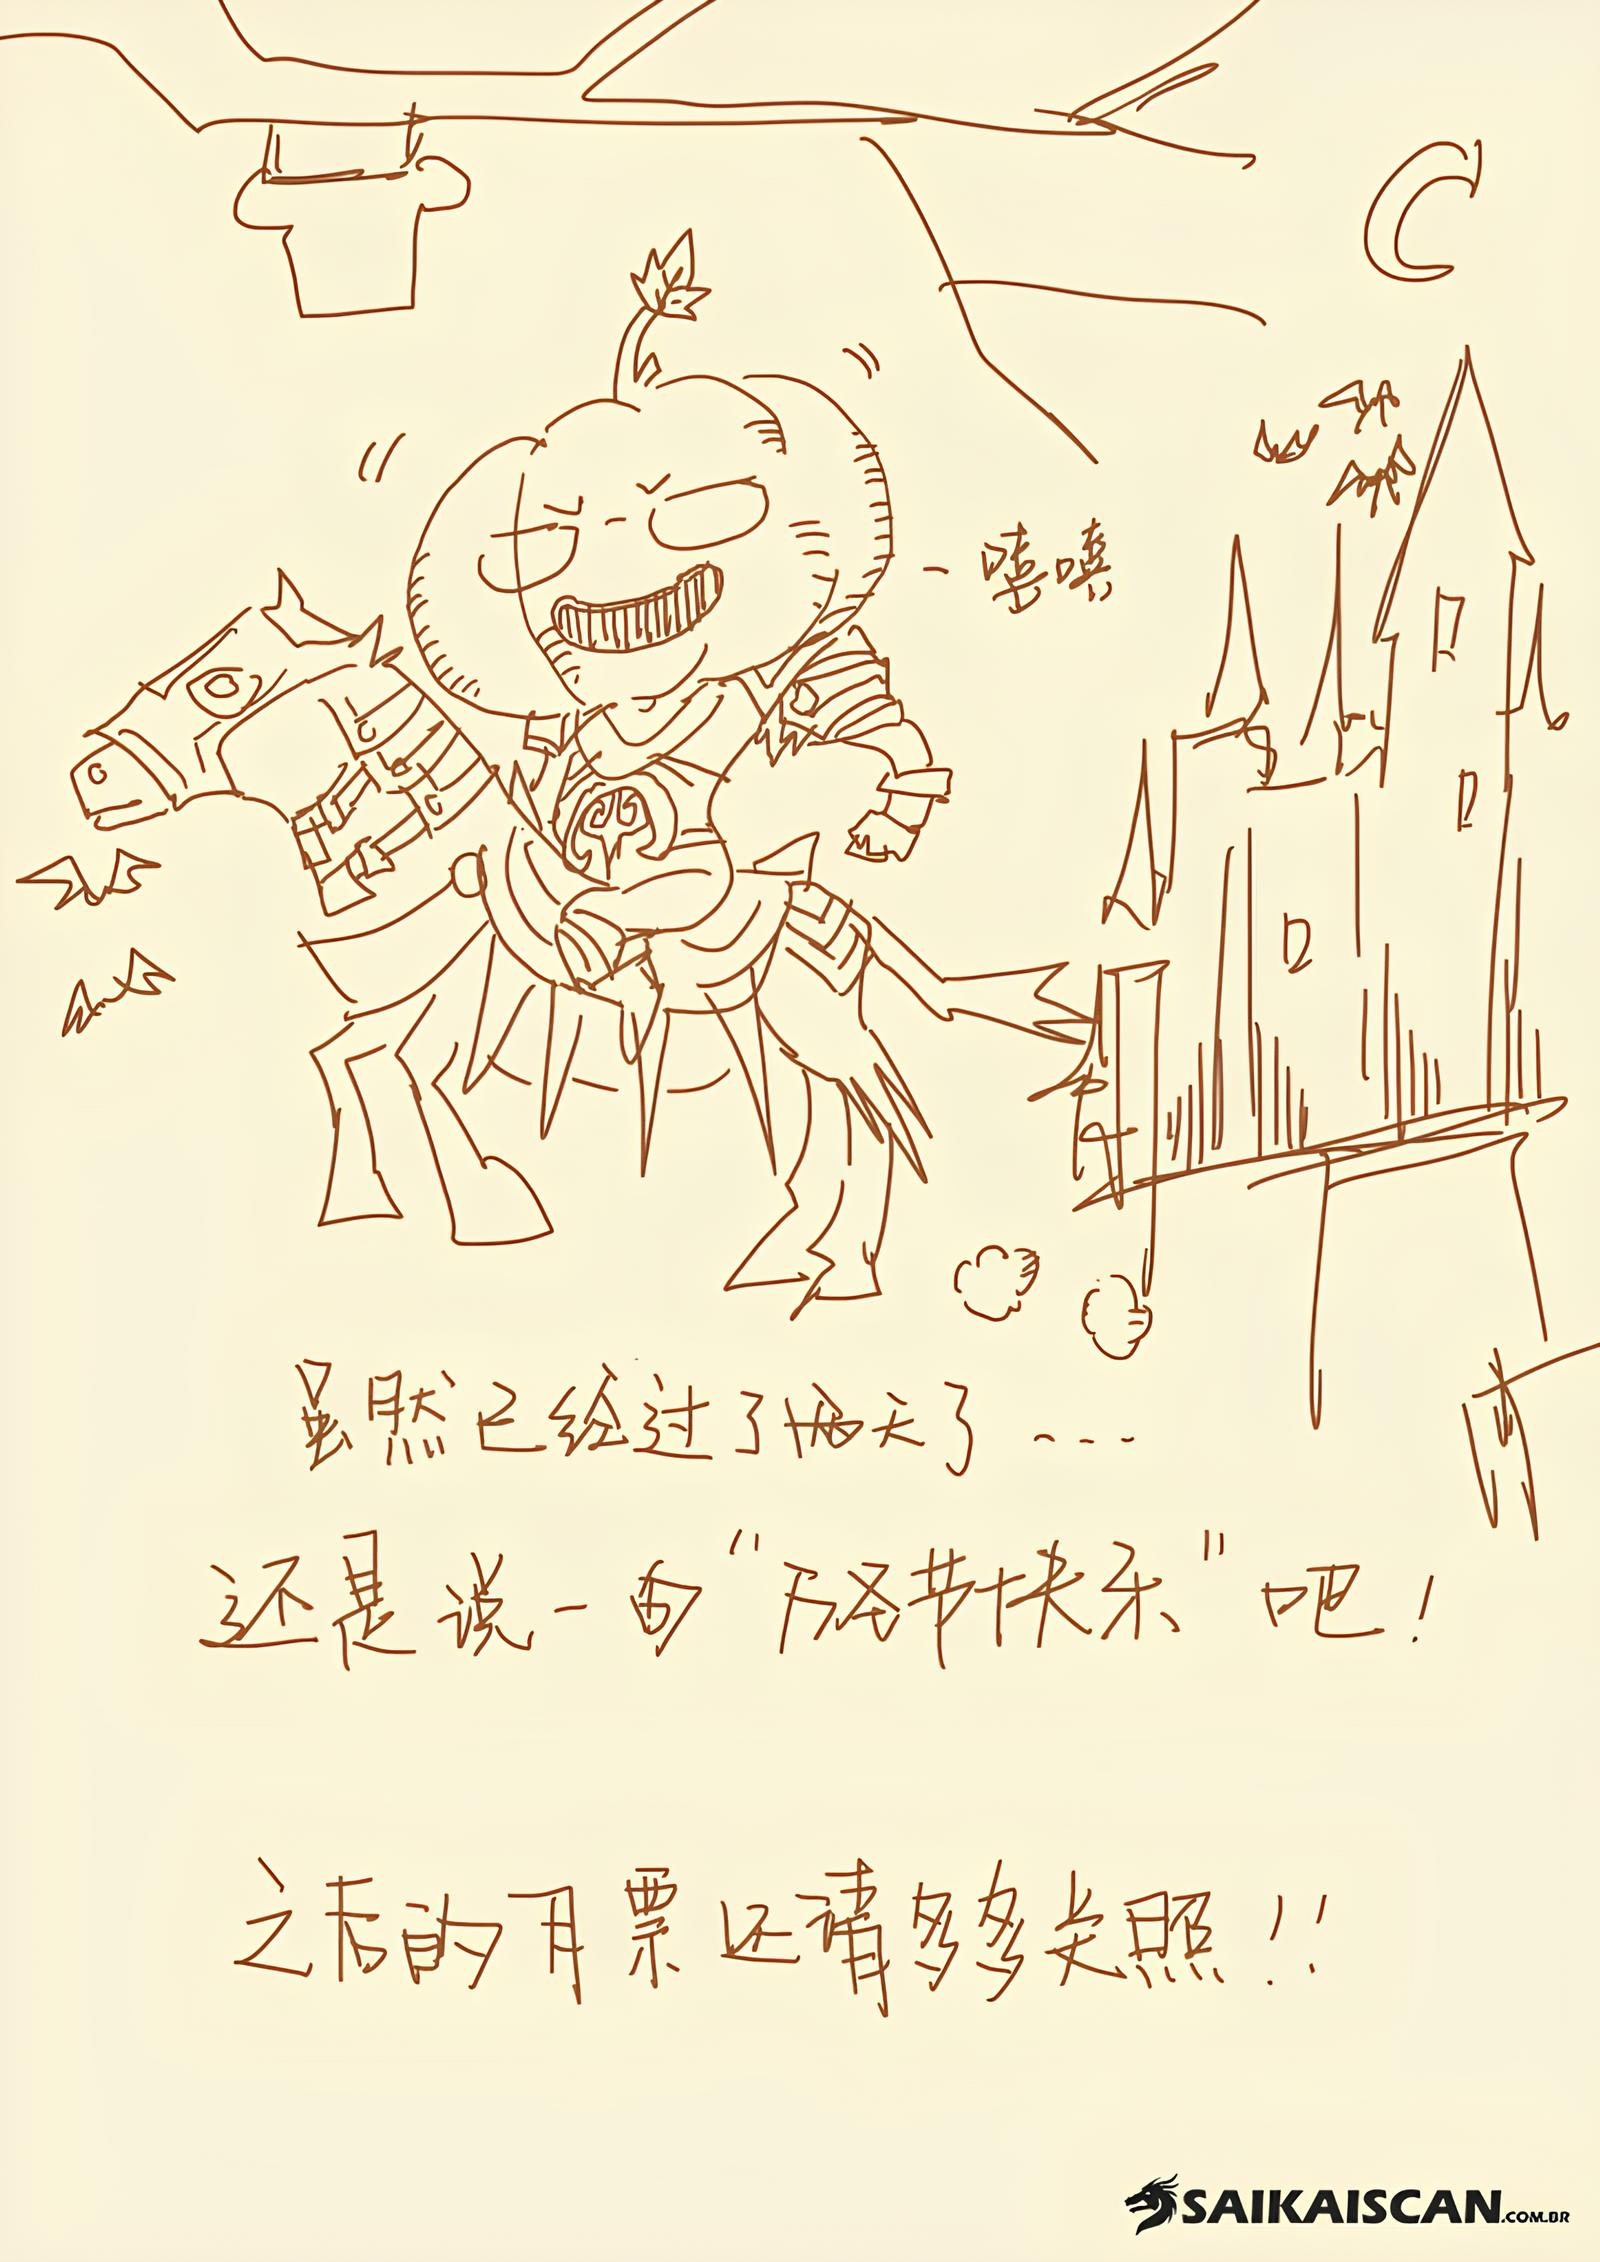 嘻嘻
虽然已经过了两天了...
还是说一句“万圣节快乐”吧！
之后的月票还请多多关照！！
SAIKAISCAN.COM.BR